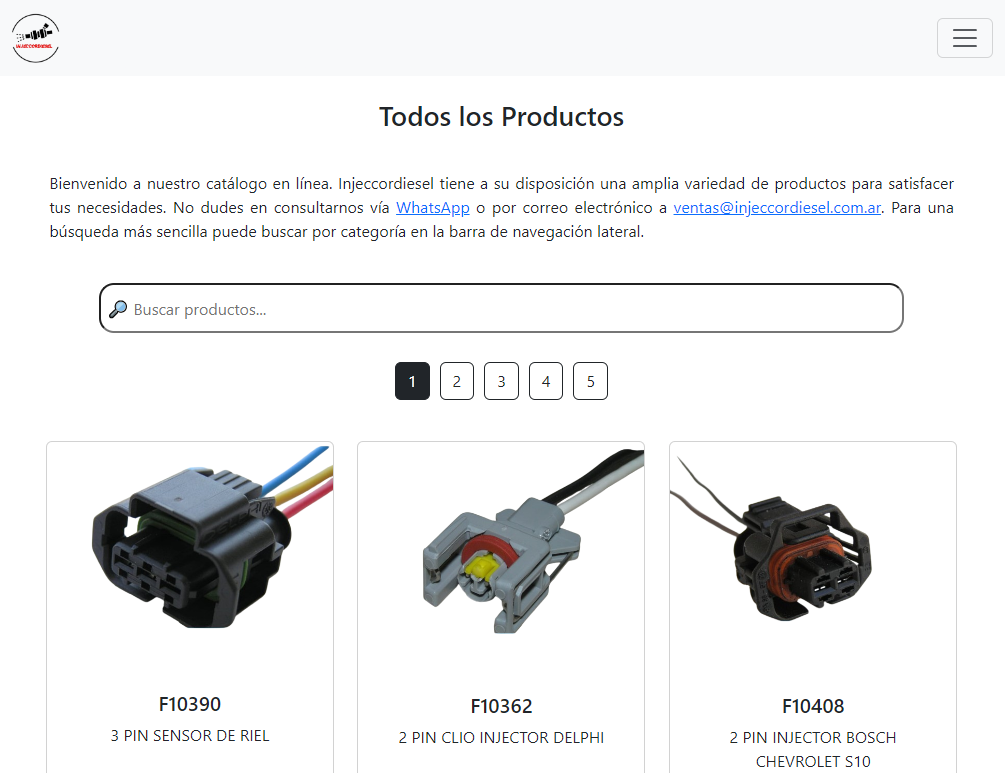 INJECCORDIESEL
Todos los Productos
Bienvenido a nuestro catálogo en línea. Injeccordiesel tiene a su disposición una amplia variedad de productos para satisfacer
tus necesidades. No dudes en consultarnos vía WhatsApp o por correo electrónico a ventas@injeccordiesel.com.ar. Para una
búsqueda más sencilla puede buscar por categoría en la barra de navegación lateral.
🔎 Buscar productos...
1 2 3 4 5
F10390 F10362 F10408
3 PIN SENSOR DE RIEL 2 PIN CLIO INJECTOR DELPHI 2 PIN INJECTOR BOSCH
CHEVROLET S10